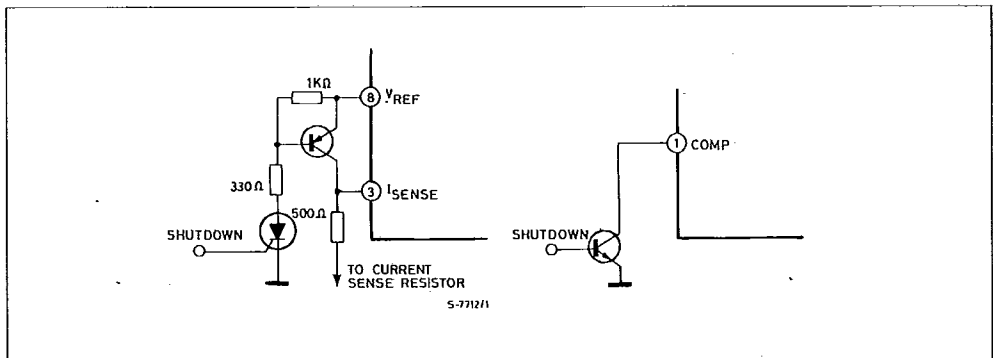 1KΩ
8 VREF
330Ω
3 ISENSE
500Ω
SHUTDOWN
TO CURRENT
SENSE RESISTOR
S-7712/1
1 COMP
SHUTDOWN